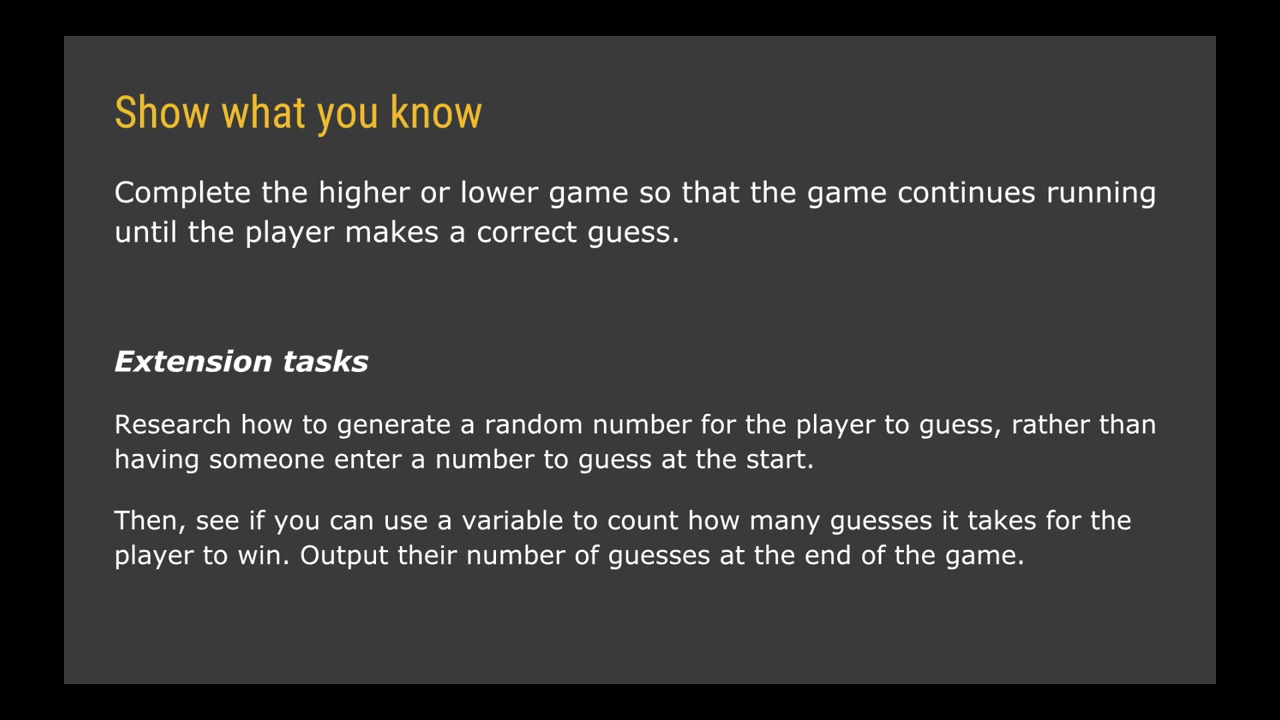 Show what you know
Complete the higher or lower game so that the game continues running
until the player makes a correct guess.
Extension tasks
Research how to generate a random number for the player to guess, rather than
having someone enter a number to guess at the start.
Then, see if you can use a variable to count how many guesses it takes for the
player to win. Output their number of guesses at the end of the game.